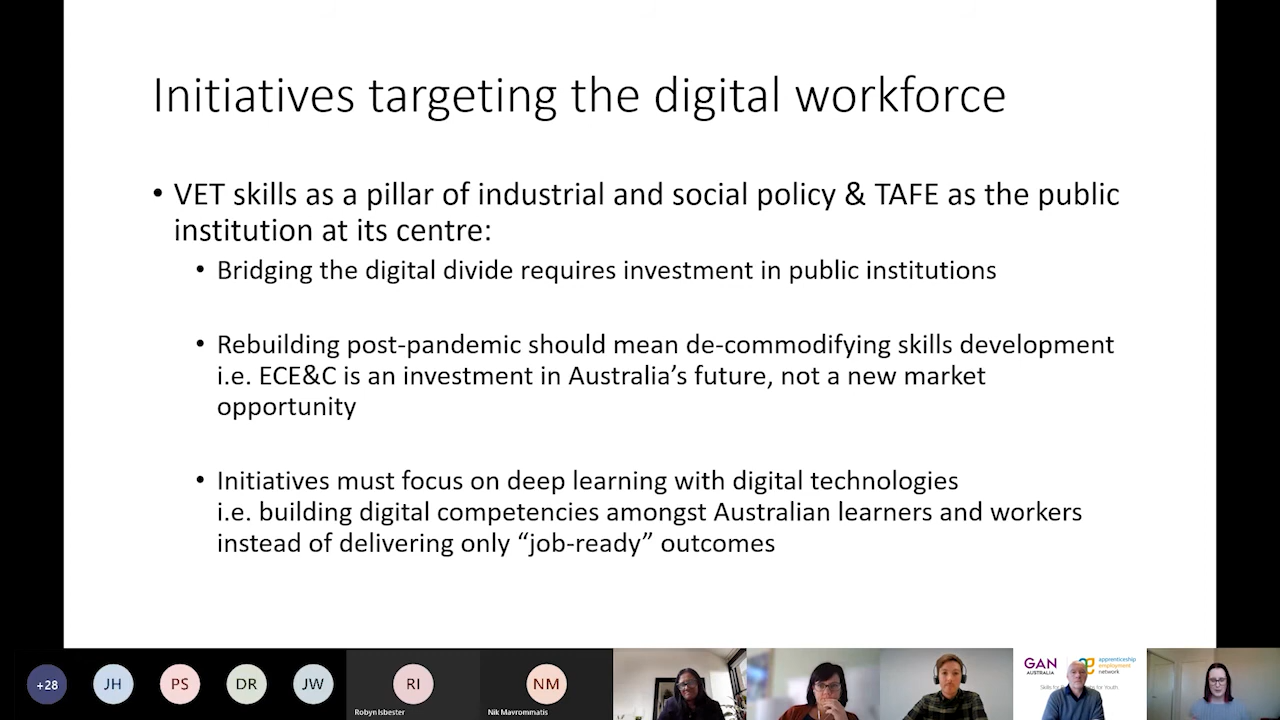 Initiatives targeting the digital workforce
• VET skills as a pillar of industrial and social policy & TAFE as the public
institution at its centre:
• Bridging the digital divide requires investment in public institutions
• Rebuilding post-pandemic should mean de-commodifying skills development
i.e. ECE&C is an investment in Australia’s future, not a new market
opportunity
• Initiatives must focus on deep learning with digital technologies
i.e. building digital competencies amongst Australian learners and workers
instead of delivering only “job-ready” outcomes
+28
JH
PS
DR
JW
RI
Robyn Isbester
NM
Nik Mavrommatis
GAN
AUSTRALIA
apprenticeship
employment
network
Skills for
for Youth.